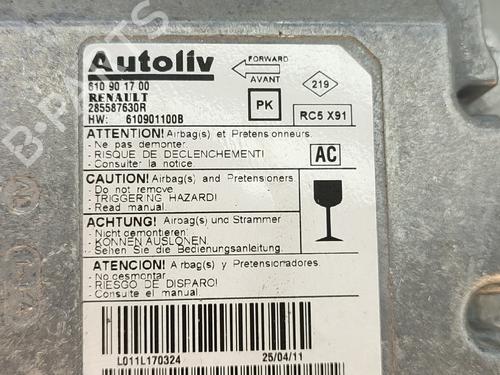 Autoliv
FORWARD
AVANT
219
610 90 17 00
RENAULT
285587630R
HW: 610901100B
PK
RC5 X91
ATTENTION! Airbag(s) et Pretensionneurs.
- Ne pas demonter.
- RISQUE DE DECLENCHEMENT!
- Consulter la notice.
AC
CAUTION! Airbag(s) and Pretensioners
- Do not remove.
- TRIGGERING HAZARD!
- Read manual.
ACHTUNG! Airbag(s) und Strammer
- Nicht demontieren.
- KONNEN AUSLONEN.
- Sehen Sie die Bedienungsanleitung.
ATENCION! Airbag(s) y Pretensionradores.
- No desmontar.
- RIESGO DE DISPARO!
- Consulte el manual.
L011L170324
25/04/11
B-Parts